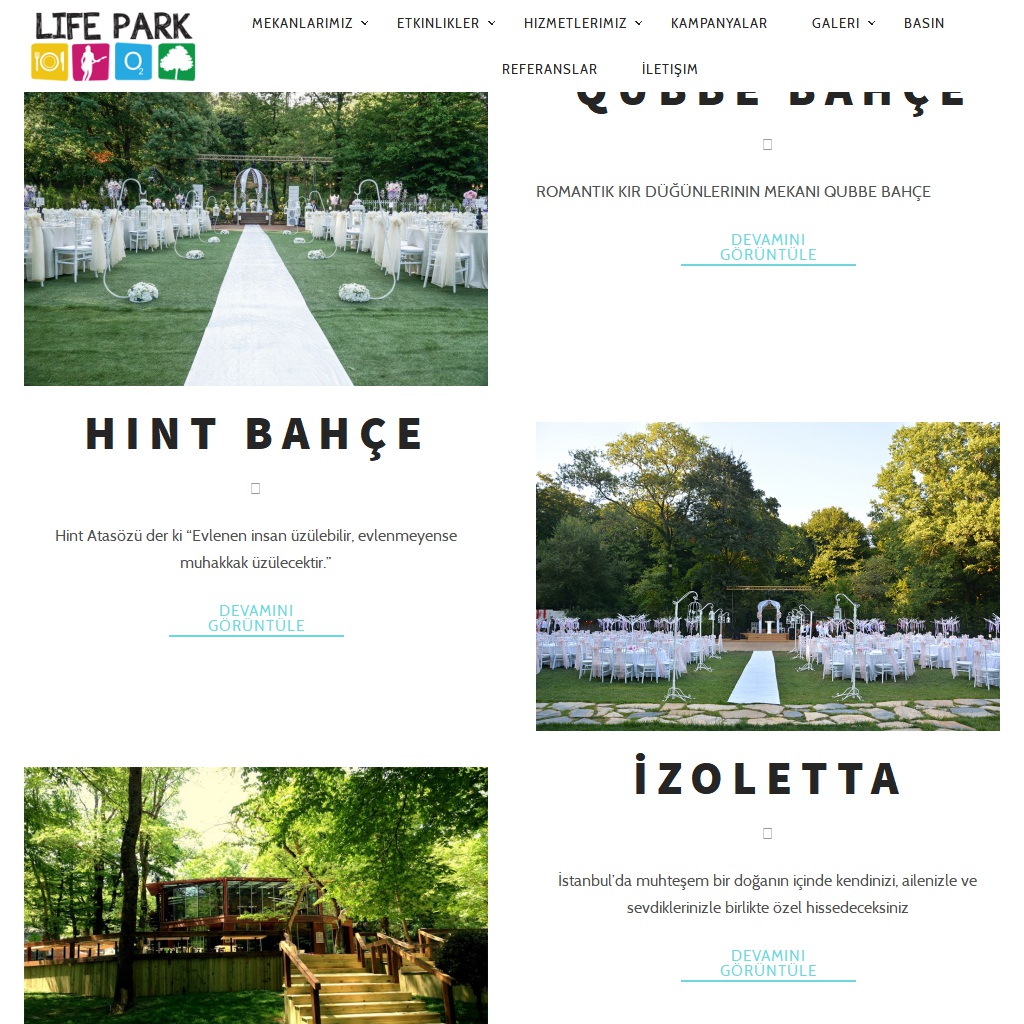 LIFE PARK
O2
MEKANLARIMIZ
ETKINLIKLER
HIZMETLERIMIZ
KAMPANYALAR
GALERI
BASIN
REFERANSLAR
İLETIŞIM
QUBBE BAHÇE
ROMANTIK KIR DÜĞÜNLERININ MEKANI QUBBE BAHÇE
DEVAMINI
GÖRÜNTÜLE
HINT BAHÇE
Hint Atasözü der ki “Evlenen insan üzülebilir, evlenmeyense
muhakkak üzülecektir.”
DEVAMINI
GÖRÜNTÜLE
İZOLETTA
İstanbul’da muhteşem bir doğanın içinde kendinizi, ailenizle ve
sevdiklerinizle birlikte özel hissedeceksiniz
DEVAMINI
GÖRÜNTÜLE